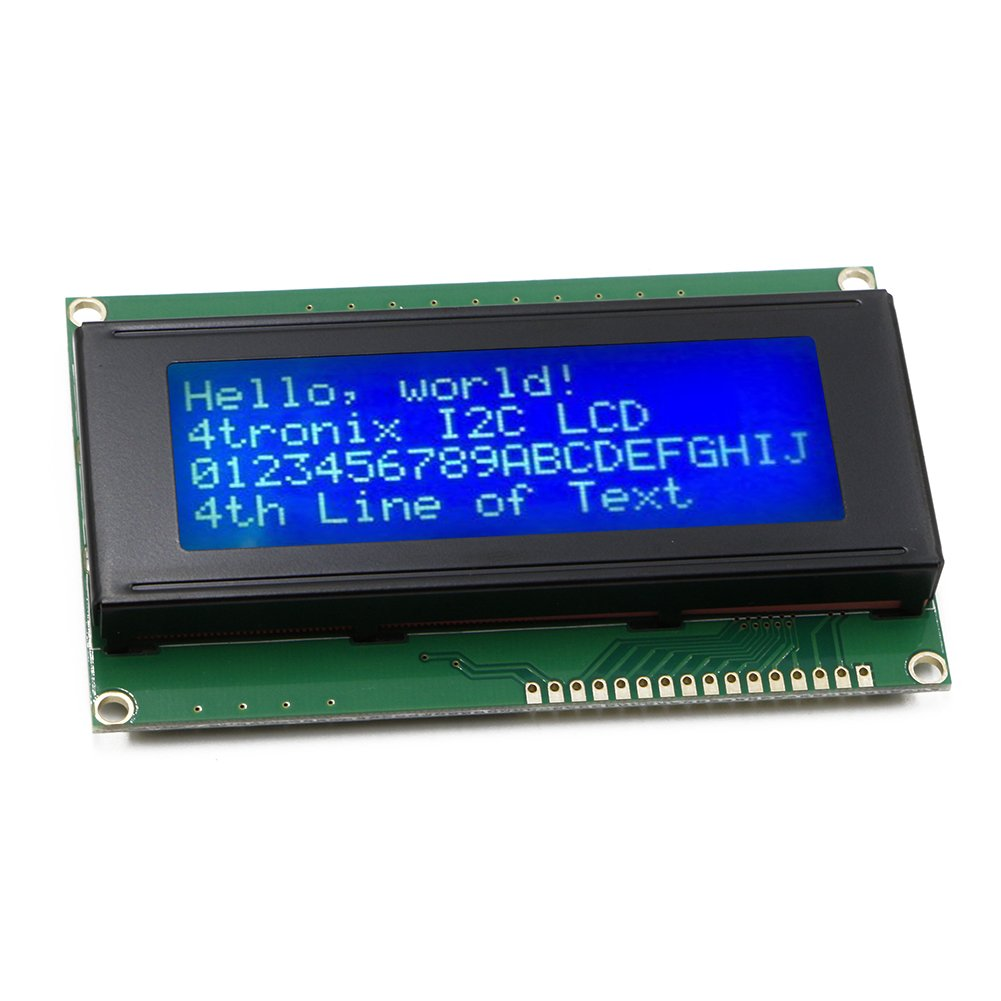 Hello, world!
4tronix I2C LCD
0123456789ABCDEFGHIJ
4th Line of Text